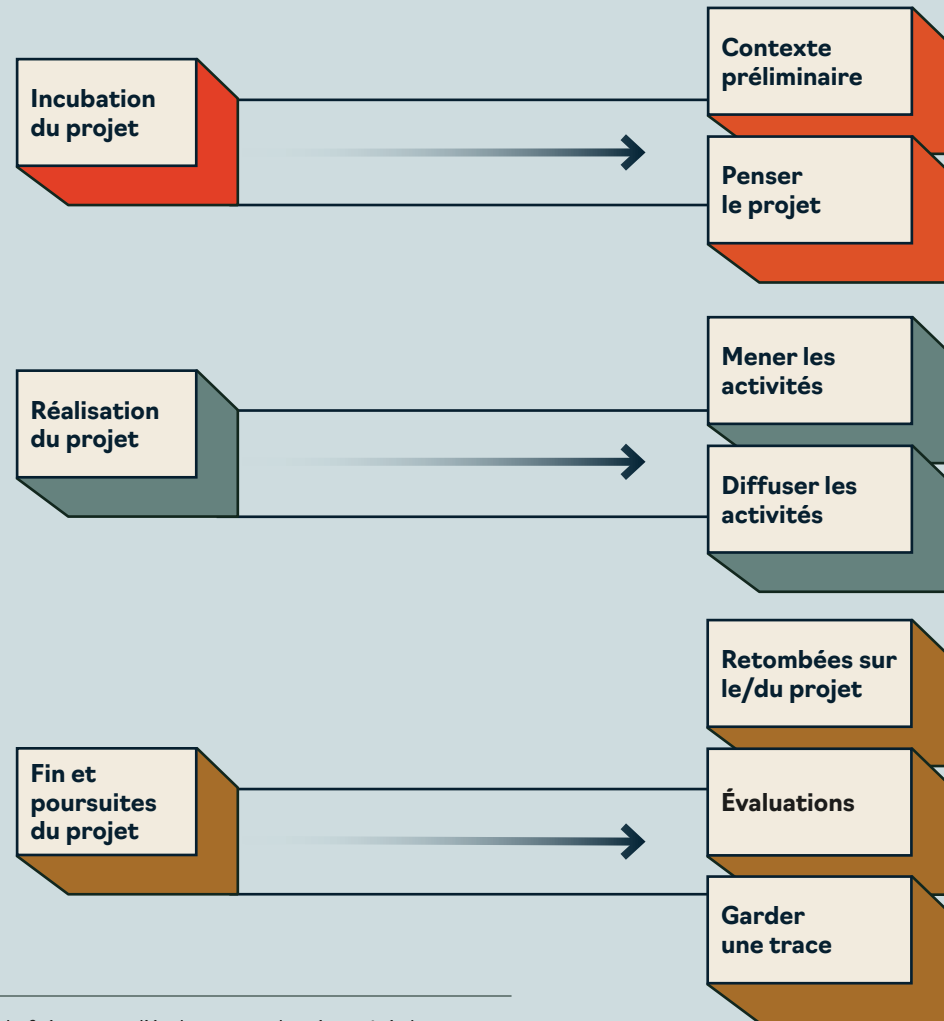 Incubation
du projet
Contexte
préliminaire
Penser
le projet
Réalisation
du projet
Mener les
activités
Diffuser les
activités
Fin et
poursuites
du projet
Retombées sur
le/du projet
Évaluations
Garder
une trace